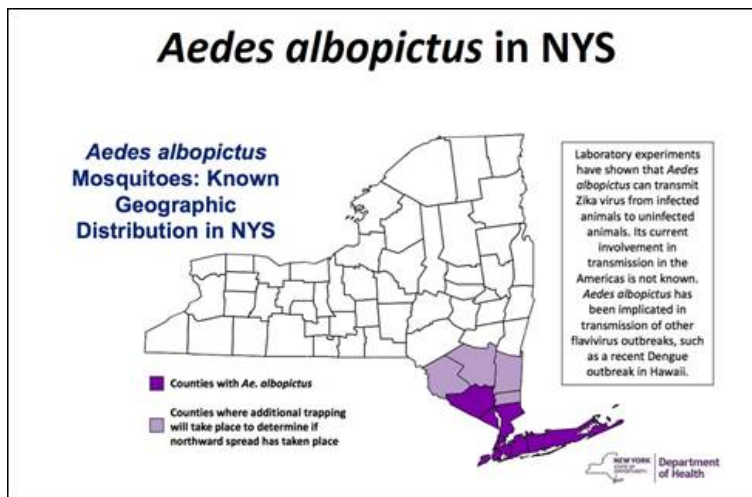 Aedes albopictus in NYS
Aedes albopictus
Mosquitoes: Known
Geographic
Distribution in NYS
Laboratory experiments
have shown that Aedes
albopictus can transmit
Zika virus from infected
animals to uninfected
animals. Its current
involvement in
transmission in the
Americas is not known.
Aedes albopictus has
been implicated in
transmission of other
flavivirus outbreaks, such
as a recent Dengue
outbreak in Hawaii.
Counties with Ae. albopictus
Counties where additional trapping
will take place to determine if
northward spread has taken place
NEW YORK
STATE OF
OPPORTUNITY.
Department
of Health